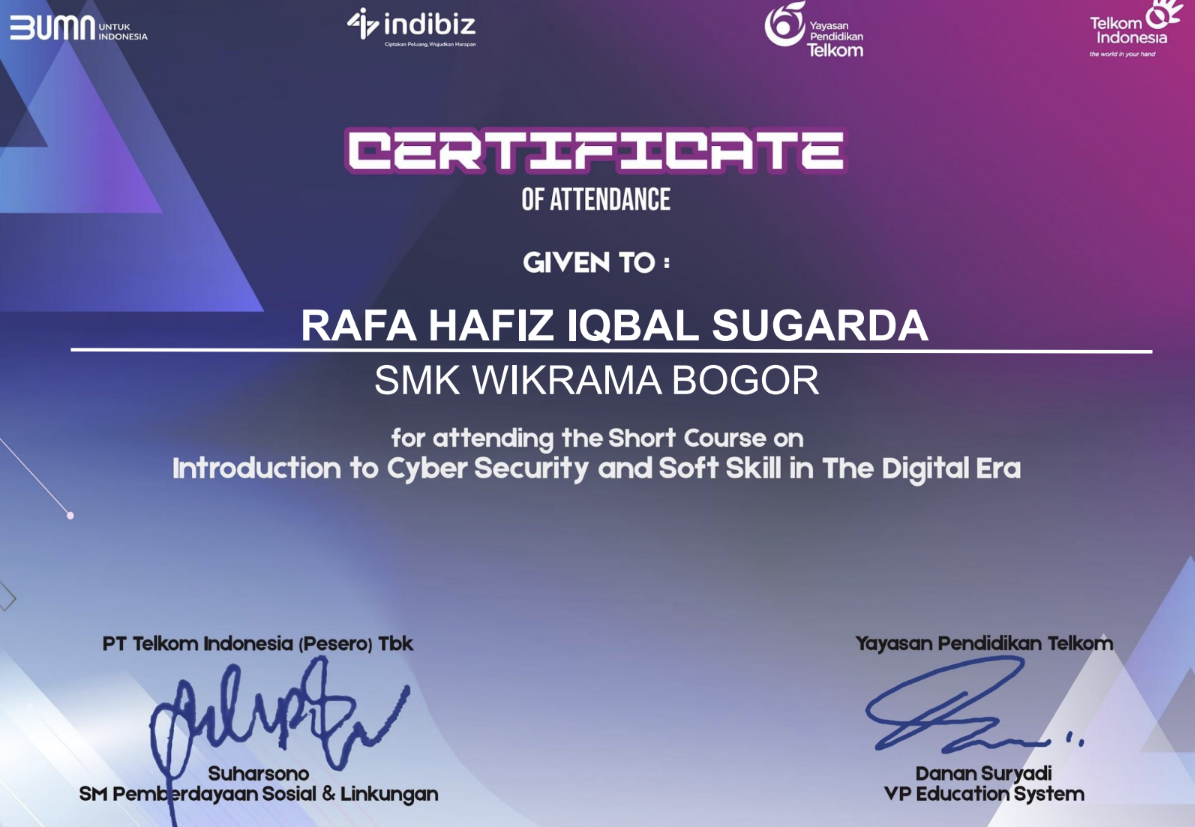 BUMN UNTUK INDONESIA
indibiz
Ciptakan Peluang, Wujudkan Harapan
Yayasan
Pendidikan
Telkom
Telkom
Indonesia
the world in your hand
CERTIFICATE
OF ATTENDANCE
GIVEN TO :
RAFA HAFIZ IQBAL SUGARDA
SMK WIKRAMA BOGOR
for attending the Short Course on
Introduction to Cyber Security and Soft Skill in The Digital Era
PT Telkom Indonesia (Pesero) Tbk
Suharsono
SM Pemberdayaan Sosial & Linkungan
Yayasan Pendidikan Telkom
Danan Suryadi
VP Education System